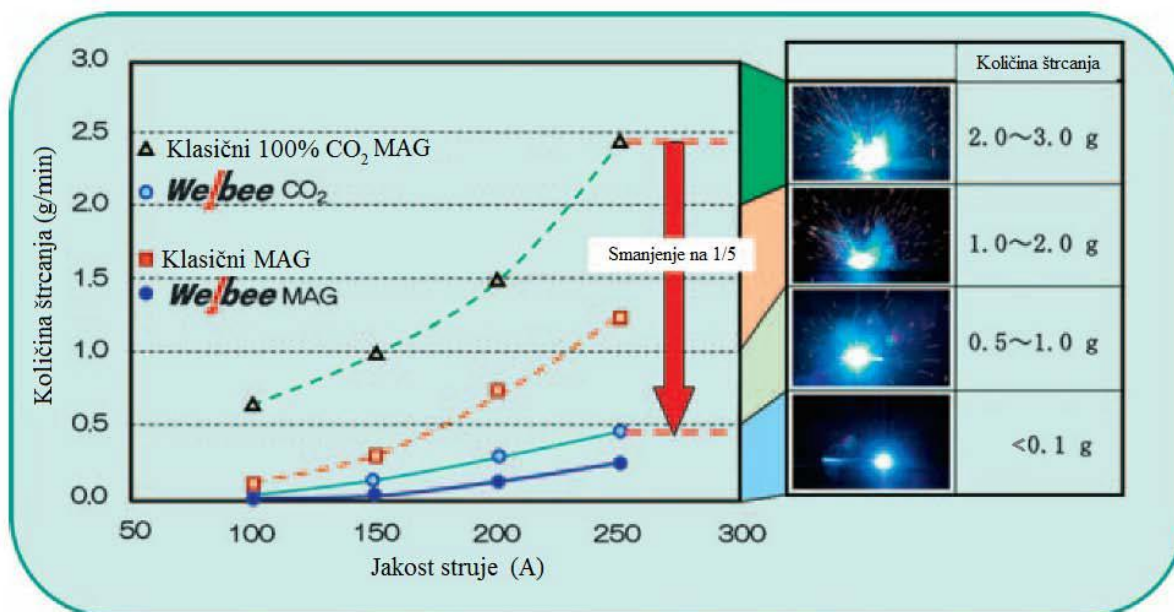 Količina štrcanja (g/min)
3.0
2.5
2.0
1.5
1.0
0.5
0.0
50 100 150 200 250 300
Jakost struje (A)
Klasični 100% CO₂ MAG
Welbee CO₂
Klasični MAG
Welbee MAG
Smanjenje na 1/5
Količina štrcanja
2.0～3.0 g
1.0～2.0 g
0.5～1.0 g
<0.1 g